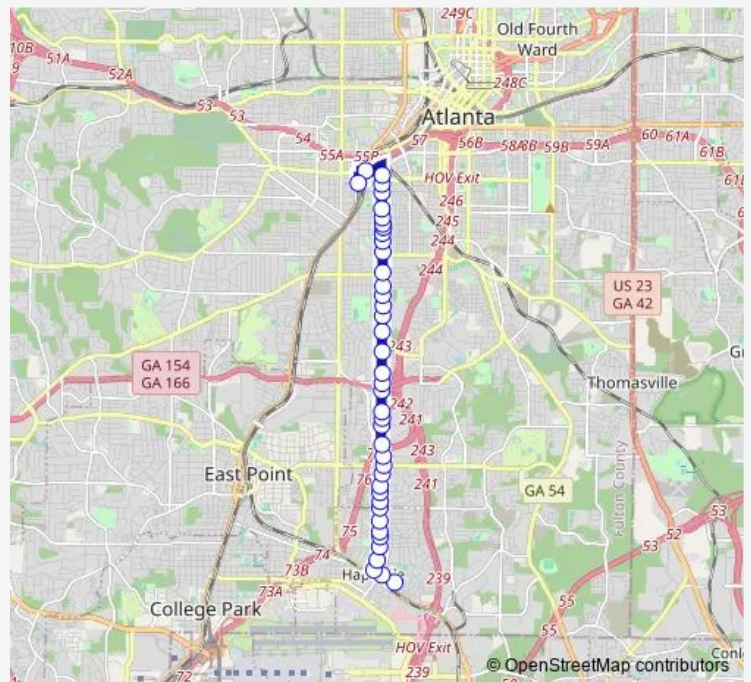 249C
Old Fourth
Ward
10B
9
51A
52A
248C
53
53
Atlanta
54
57
55A
55B
56B
58A
8B
59B
59A
60
61A
61B
HOV Exit
246
245
244
244
US 23
GA 42
243
GA 154
GA 166
Thomasville
242
241
243
East Point
76
241
GA 54
Fulton County
53
52
53
75
74
73B
73A
239
55
College Park
55
HOV Exit
239
72
© OpenStreetMap contributors